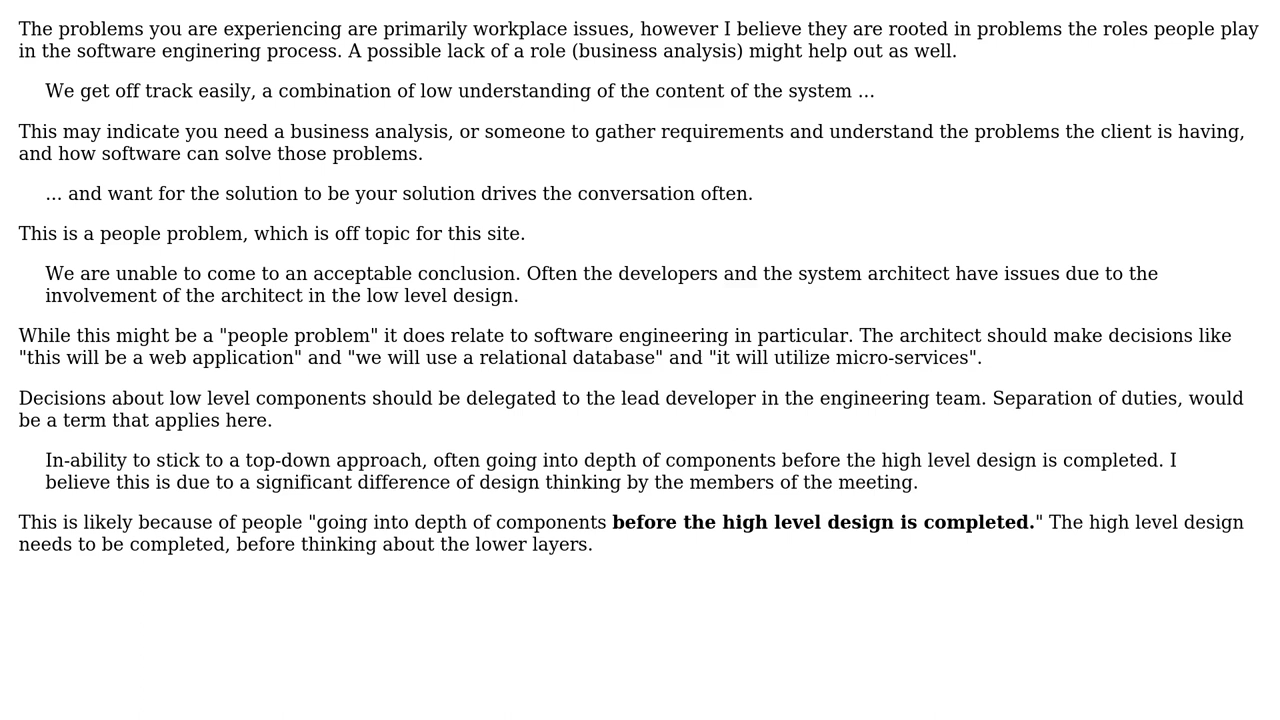 The problems you are experiencing are primarily workplace issues, however I believe they are rooted in problems the roles people play
in the software enginering process. A possible lack of a role (business analysis) might help out as well.
We get off track easily, a combination of low understanding of the content of the system ...
This may indicate you need a business analysis, or someone to gather requirements and understand the problems the client is having,
and how software can solve those problems.
... and want for the solution to be your solution drives the conversation often.
This is a people problem, which is off topic for this site.
We are unable to come to an acceptable conclusion. Often the developers and the system architect have issues due to the
involvement of the architect in the low level design.
While this might be a "people problem" it does relate to software engineering in particular. The architect should make decisions like
"this will be a web application" and "we will use a relational database" and "it will utilize micro-services".
Decisions about low level components should be delegated to the lead developer in the engineering team. Separation of duties, would
be a term that applies here.
In-ability to stick to a top-down approach, often going into depth of components before the high level design is completed. I
believe this is due to a significant difference of design thinking by the members of the meeting.
This is likely because of people "going into depth of components before the high level design is completed." The high level design
needs to be completed, before thinking about the lower layers.